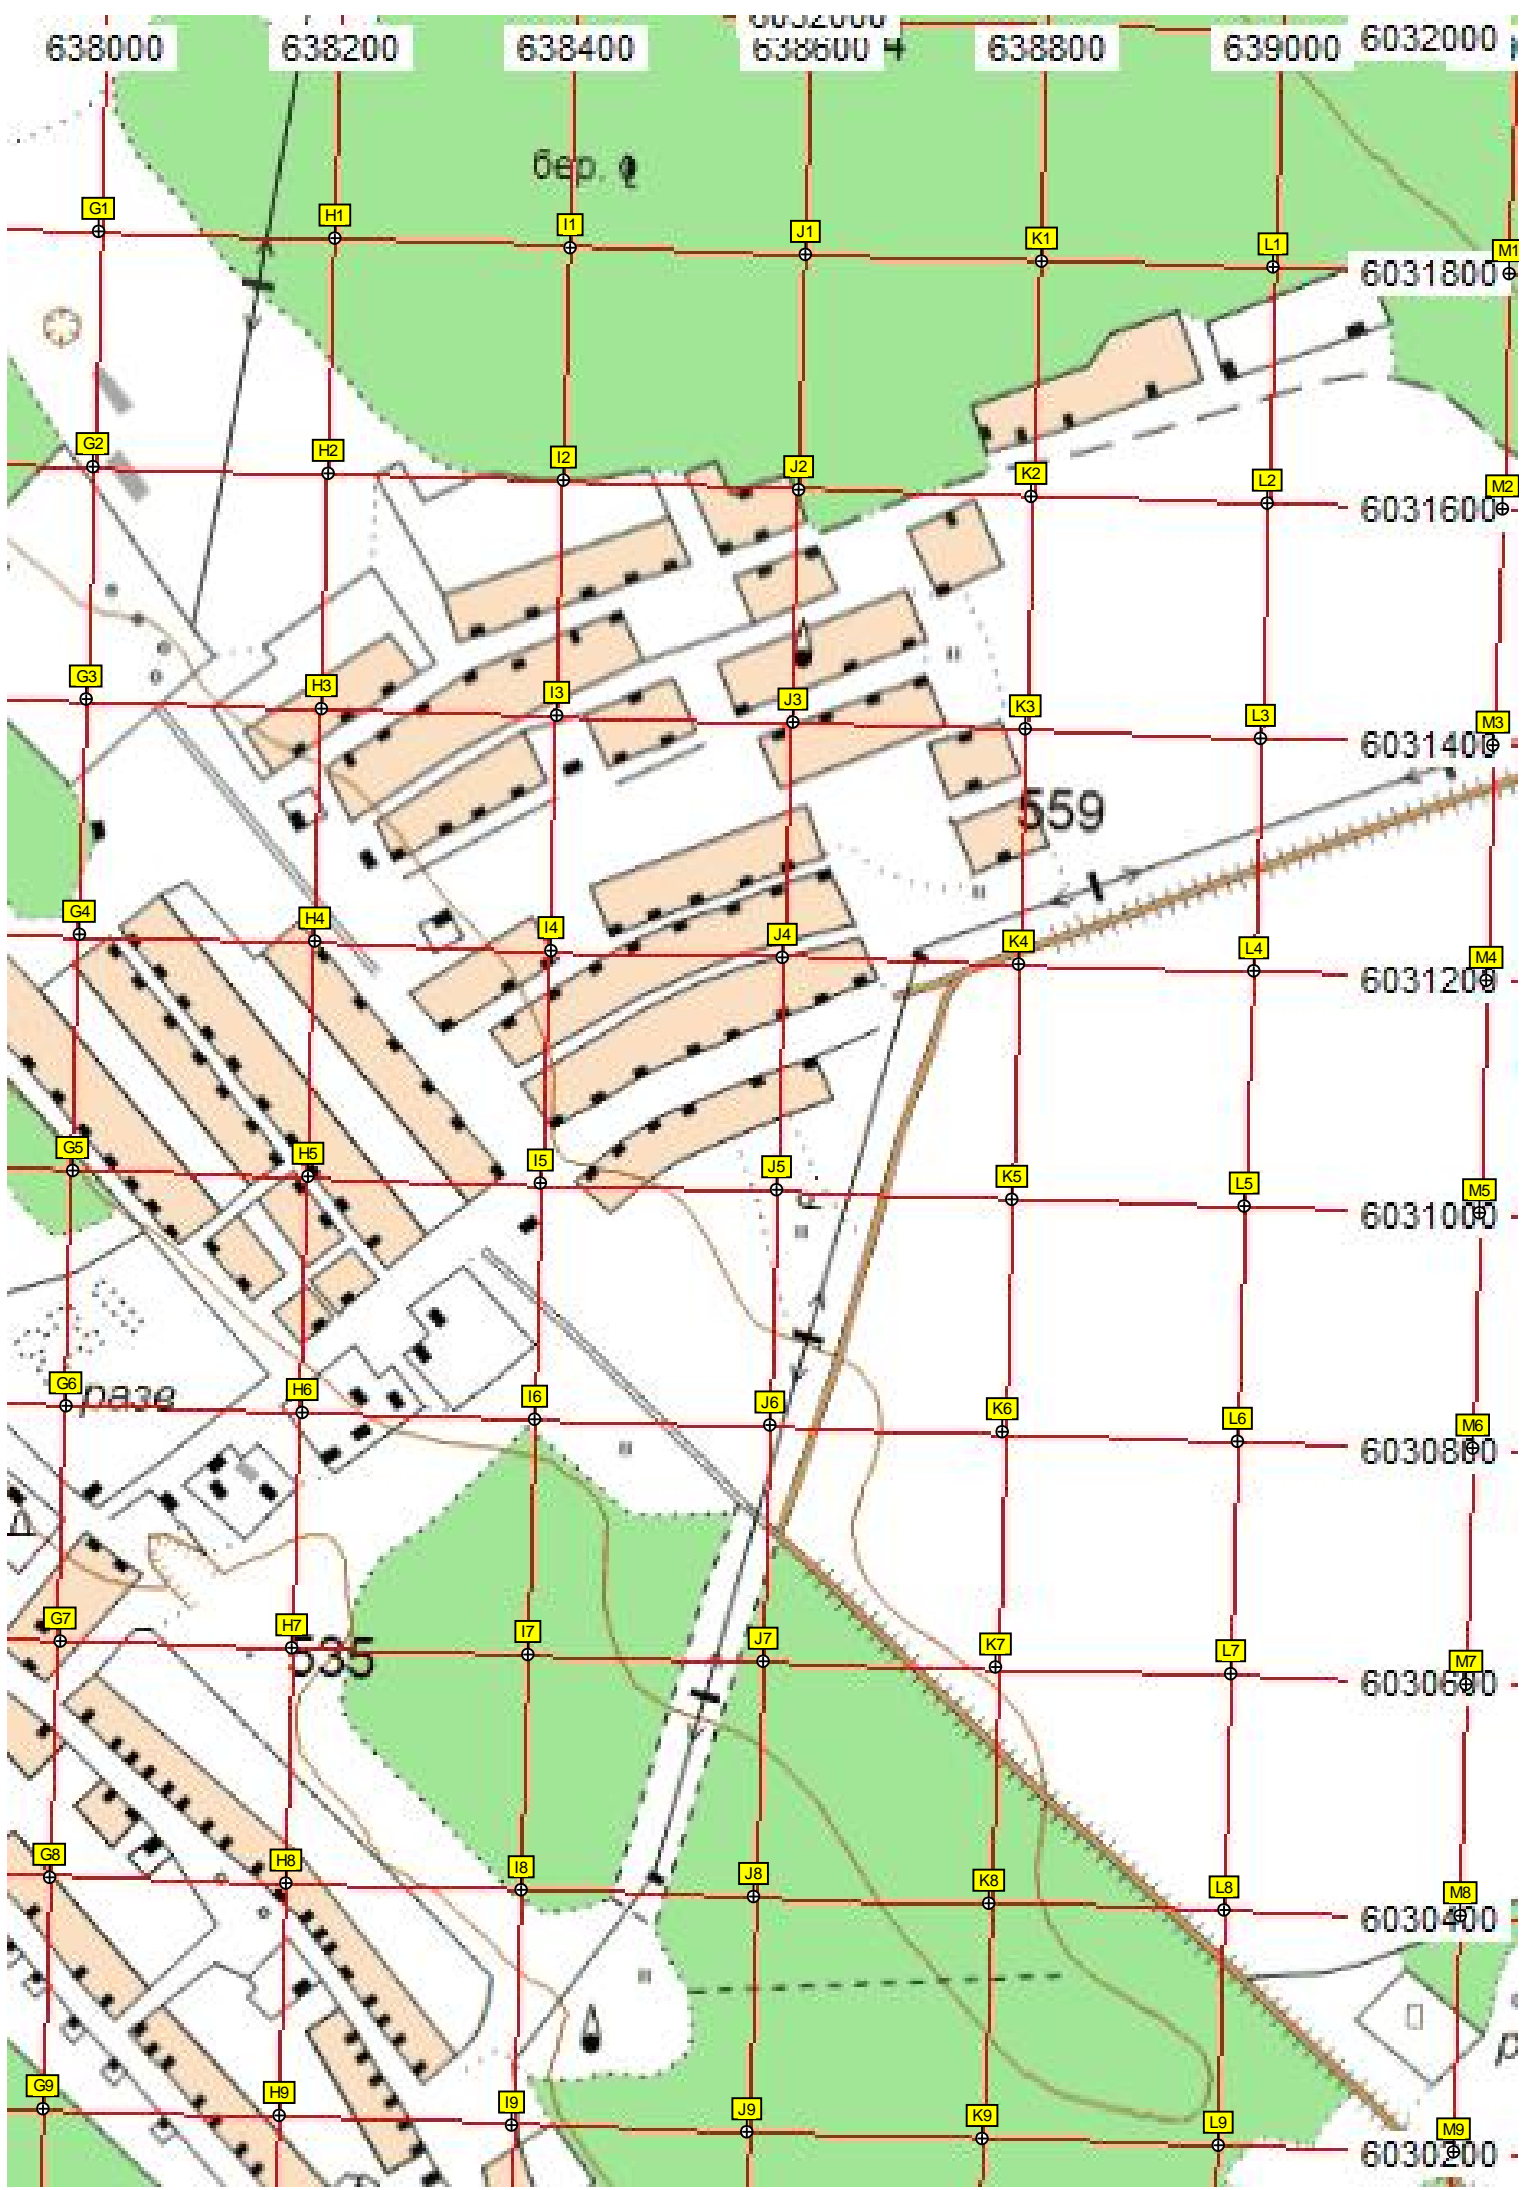 6032000
638000 638200 638400 638600 4 638800 639000 6032000
бер.
G1 H1 I1 J1 K1 L1 M1
6031800
G2 H2 I2 J2 K2 L2 M2
6031600
G3 H3 I3 J3 K3 L3 M3
6031400
559
G4 H4 I4 J4 K4 L4 M4
6031200
G5 H5 I5 J5 K5 L5 M5
6031000
G6 H6 I6 J6 K6 L6 M6
разв
6030800
G7 H7 I7 J7 K7 L7 M7
535
6030600
G8 H8 I8 J8 K8 L8 M8
6030400
р
G9 H9 I9 J9 K9 L9 M9
6030200